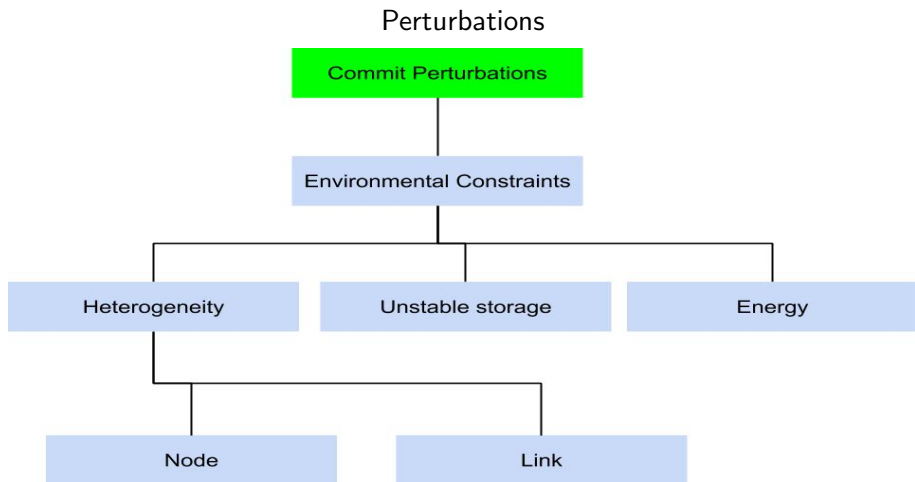 Perturbations
Commit Perturbations
Environmental Constraints
Heterogeneity
Unstable storage
Energy
Node
Link